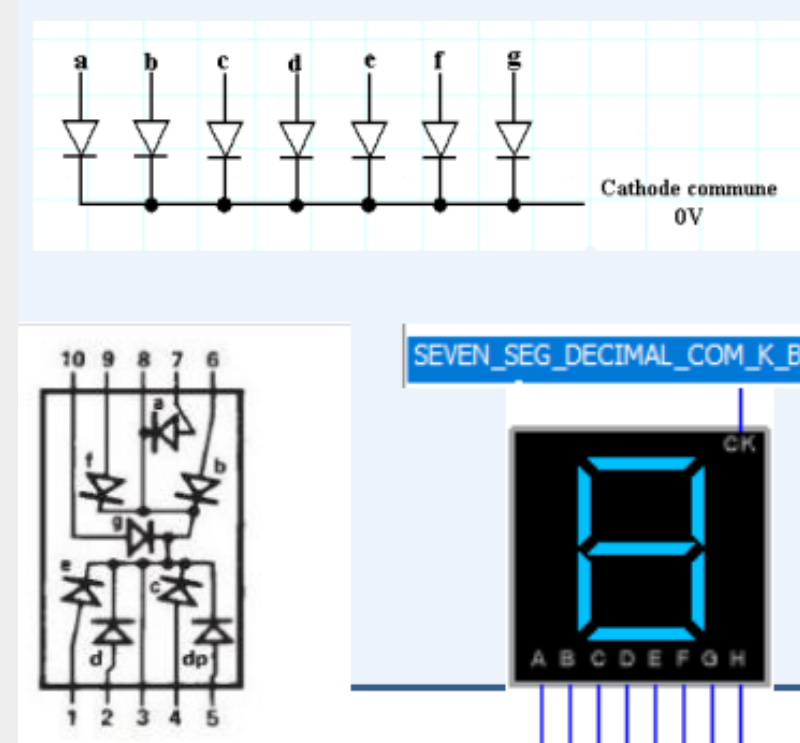 a b c d e f g
Cathode commune
0V
10 9 8 7 6
a
f b
g
e c
d dp
1 2 3 4 5
SEVEN_SEG_DECIMAL_COM_K_B
CK
A B C D E F G H